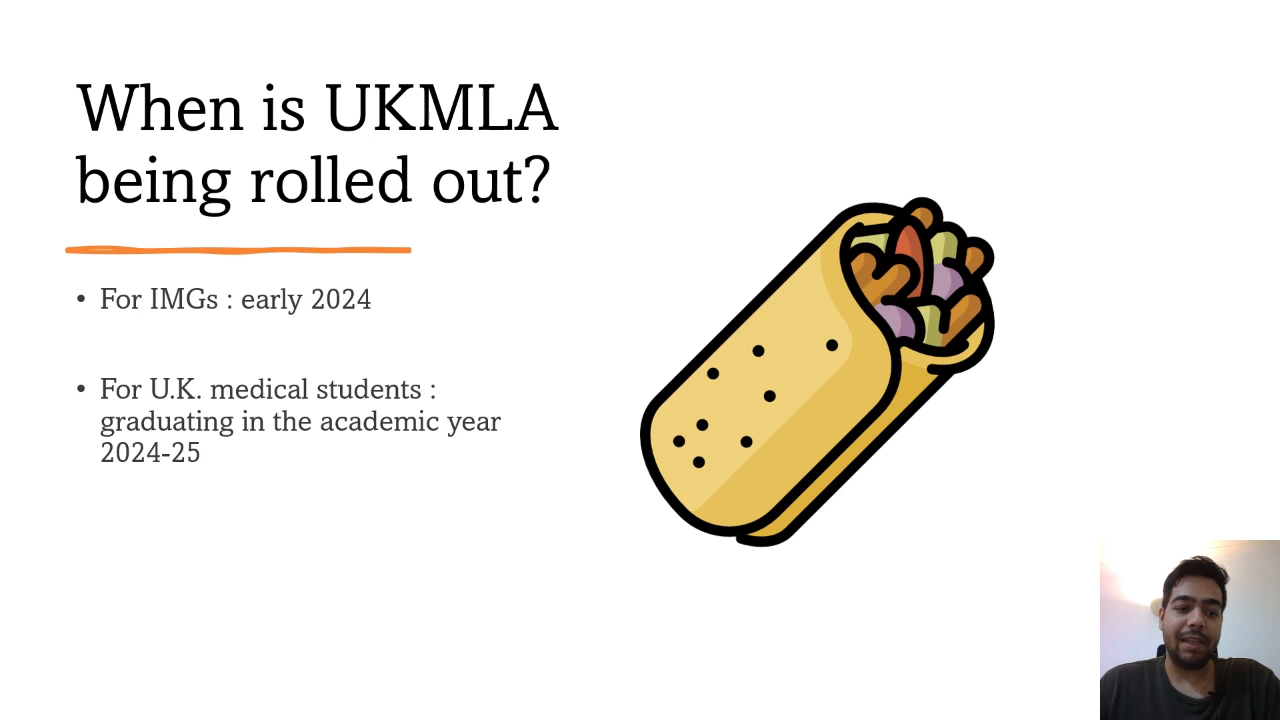 When is UKMLA
being rolled out?
• For IMGs : early 2024
• For U.K. medical students :
graduating in the academic year
2024-25